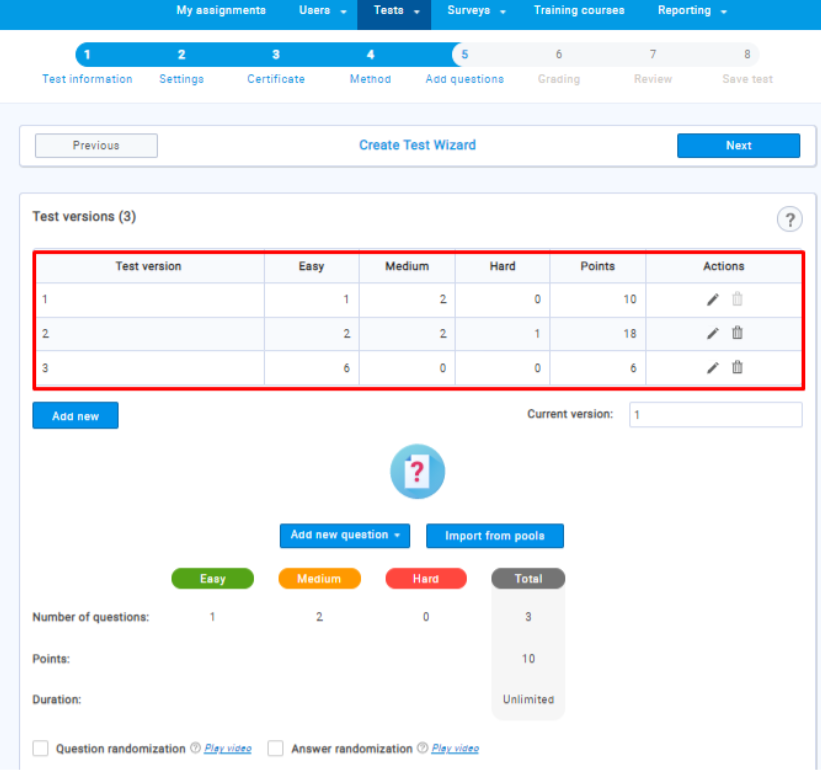 My assignments Users Tests Surveys Training courses Reporting
1 2 3 4 5 6 7 8
Test information Settings Certificate Method Add questions Grading Review Save test
Previous Create Test Wizard Next
Test versions (3) ?
Test version Easy Medium Hard Points Actions
1 1 2 0 10
2 2 2 1 18
3 6 0 0 6
Add new Current version: 1
?
Add new question Import from pools
Easy Medium Hard Total
Number of questions: 1 2 0 3
Points: 10
Duration: Unlimited
Question randomization ? Play video Answer randomization ? Play video